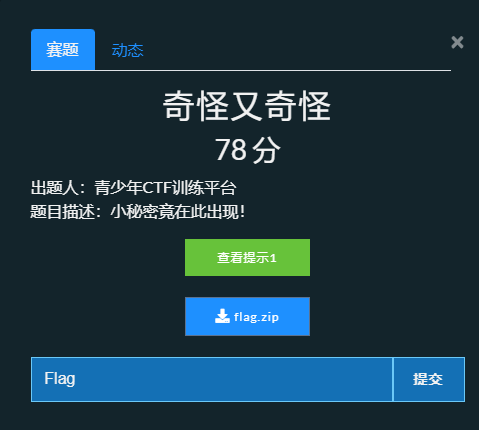 赛题 动态 ×
奇怪又奇怪
78 分
出题人：青少年CTF训练平台
题目描述：小秘密竟在此出现！
查看提示1
flag.zip
Flag 提交